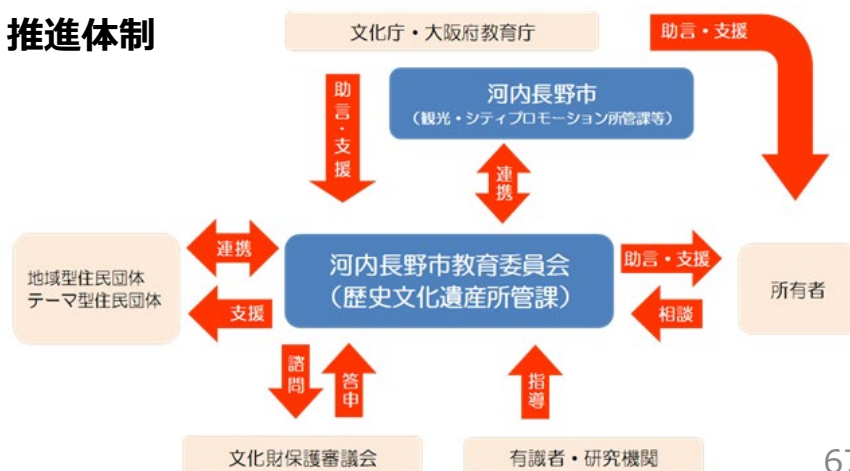 推進体制
文化庁・大阪府教育庁
助言・支援
助言・支援
河内長野市
（観光・シティプロモーション所管課等）
連携
連携
河内長野市教育委員会
（歴史文化遺産所管課）
助言・支援
地域型住民団体
テーマ型住民団体
所有者
支援
相談
諮問
答申
指導
文化財保護審議会
有識者・研究機関
67